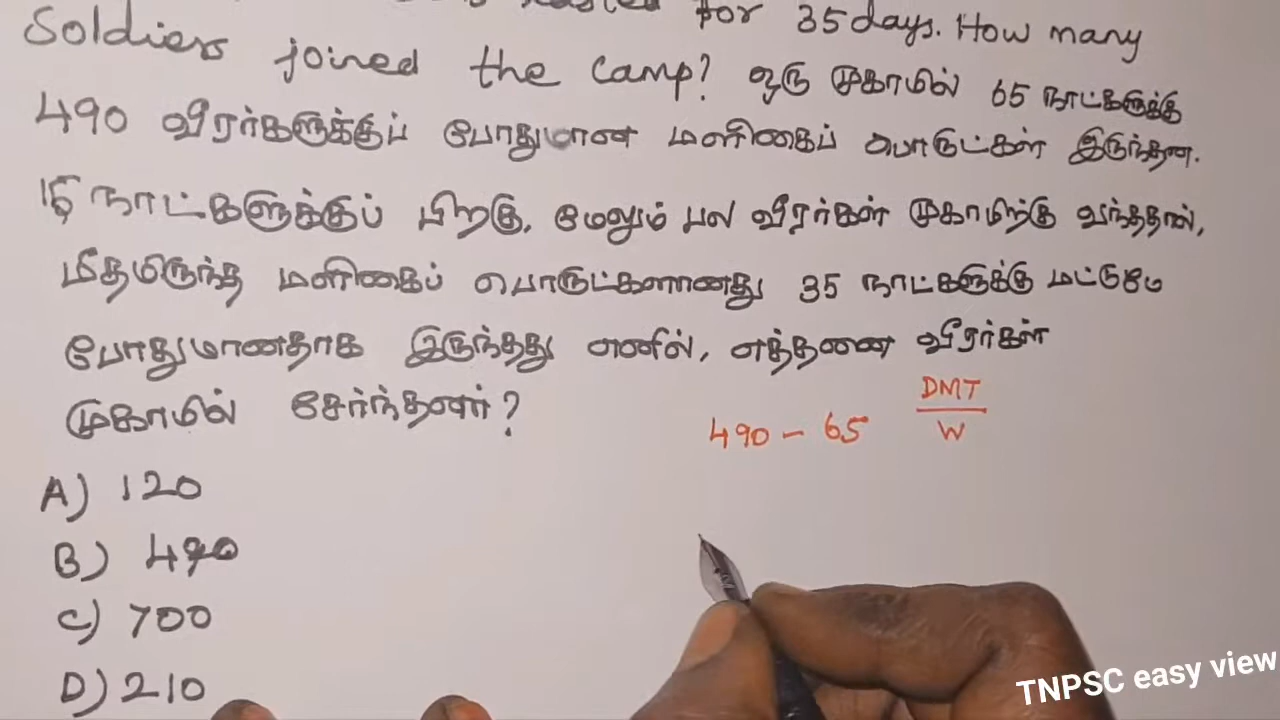 for 35 days. How many
Soldiers joined the camp? ஒரு முகாமில் 65 நாட்களுக்கு
490 வீரர்களுக்குப் போதுமான மளிகைப் பொருட்கள் இருந்தன.
15 நாட்களுக்குப் பிறகு, மேலும் பல வீரர்கள் முகாமிற்கு வந்ததால்,
மீதமிருந்த மளிகைப் பொருட்களானது 35 நாட்களுக்கு மட்டுமே
போதுமானதாக இருந்தது எனில், எத்தனை வீரர்கள்
முகாமில் சேர்ந்தனர்?
490 - 65 DMT
W
A) 120
B) 490
C) 700
D) 210
TNPSC easy view